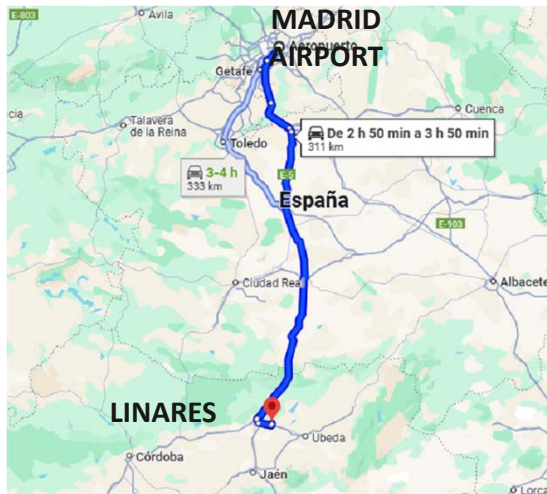 MADRID
AIRPORT
E-803
Ávila
Aeropuerto
Getafe
Cuenca
Talavera
de la Reina
Toledo
De 2 h 50 min a 3 h 50 min
311 km
3-4 h
333 km
E-5
España
E-903
Ciudad Real
Albacete
LINARES
Úbeda
Córdoba
Jaén
Lorca